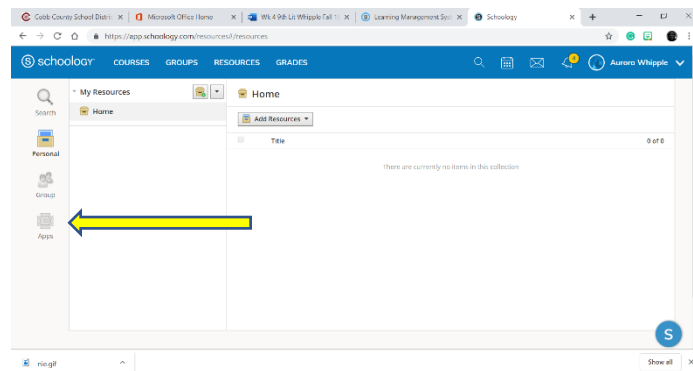 Cobb County School Distric
Microsoft Office Home
Wk 4 9th Lit Whipple Fall
Learning Management Syst
Schoology
https://app.schoology.com/resources#/resources
schoology COURSES GROUPS RESOURCES GRADES
Aurora Whipple
Search
My Resources
Home
Home
Add Resources
Title
0 of 0
There are currently no items in this collection
Personal
Group
Apps
S
nie.gif
Show all